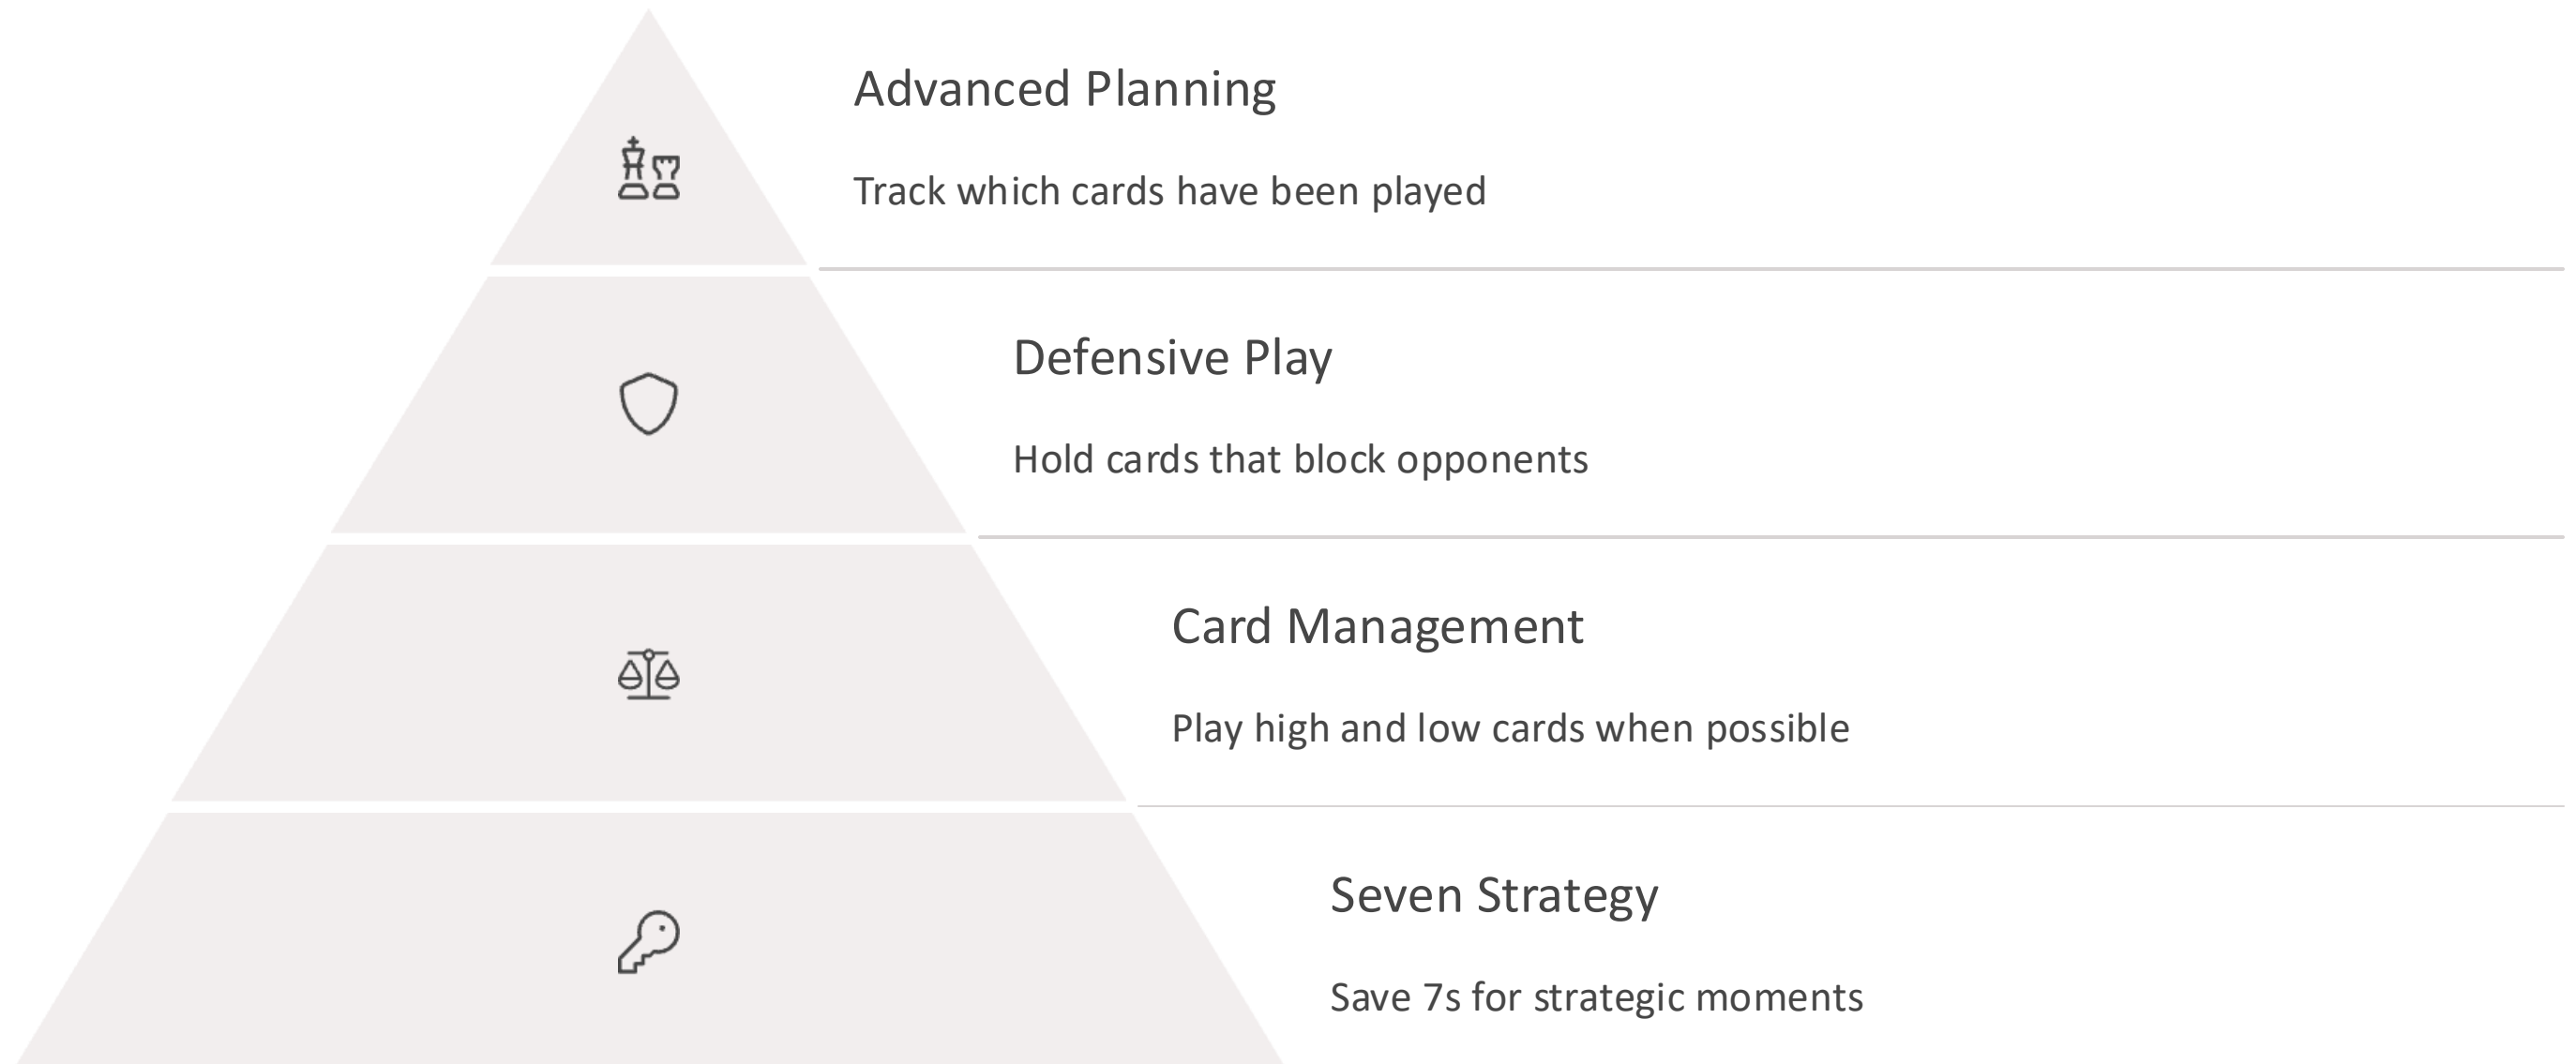 Advanced Planning
Track which cards have been played
Defensive Play
Hold cards that block opponents
Card Management
Play high and low cards when possible
Seven Strategy
Save 7s for strategic moments